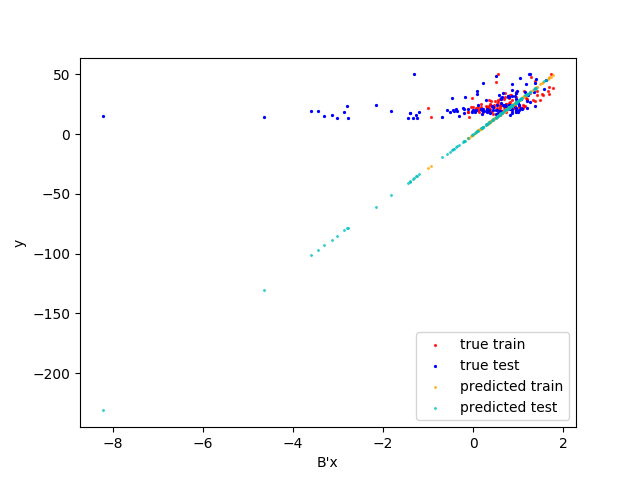 50
0
−50
−100
−150
−200
y
−8
−6
−4
−2
0
2
B'x
true train
true test
predicted train
predicted test